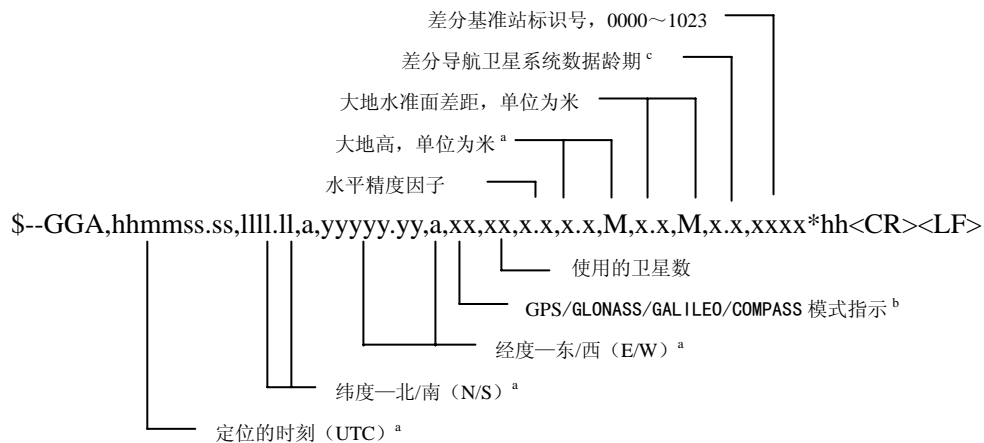 差分基准站标识号，0000～1023
差分导航卫星系统数据龄期 c
大地水准面差距，单位为米
大地高，单位为米 a
水平精度因子
$--GGA,hhmmss.ss,llll.ll,a,yyyyy.yy,a,xx,xx,x.x,x.x,M,x.x,M,x.x,xxxx*hh<CR><LF>
使用的卫星数
GPS/GLONASS/GALILEO/COMPASS 模式指示 b
经度—东/西（E/W）a
纬度—北/南（N/S）a
定位的时刻（UTC）a